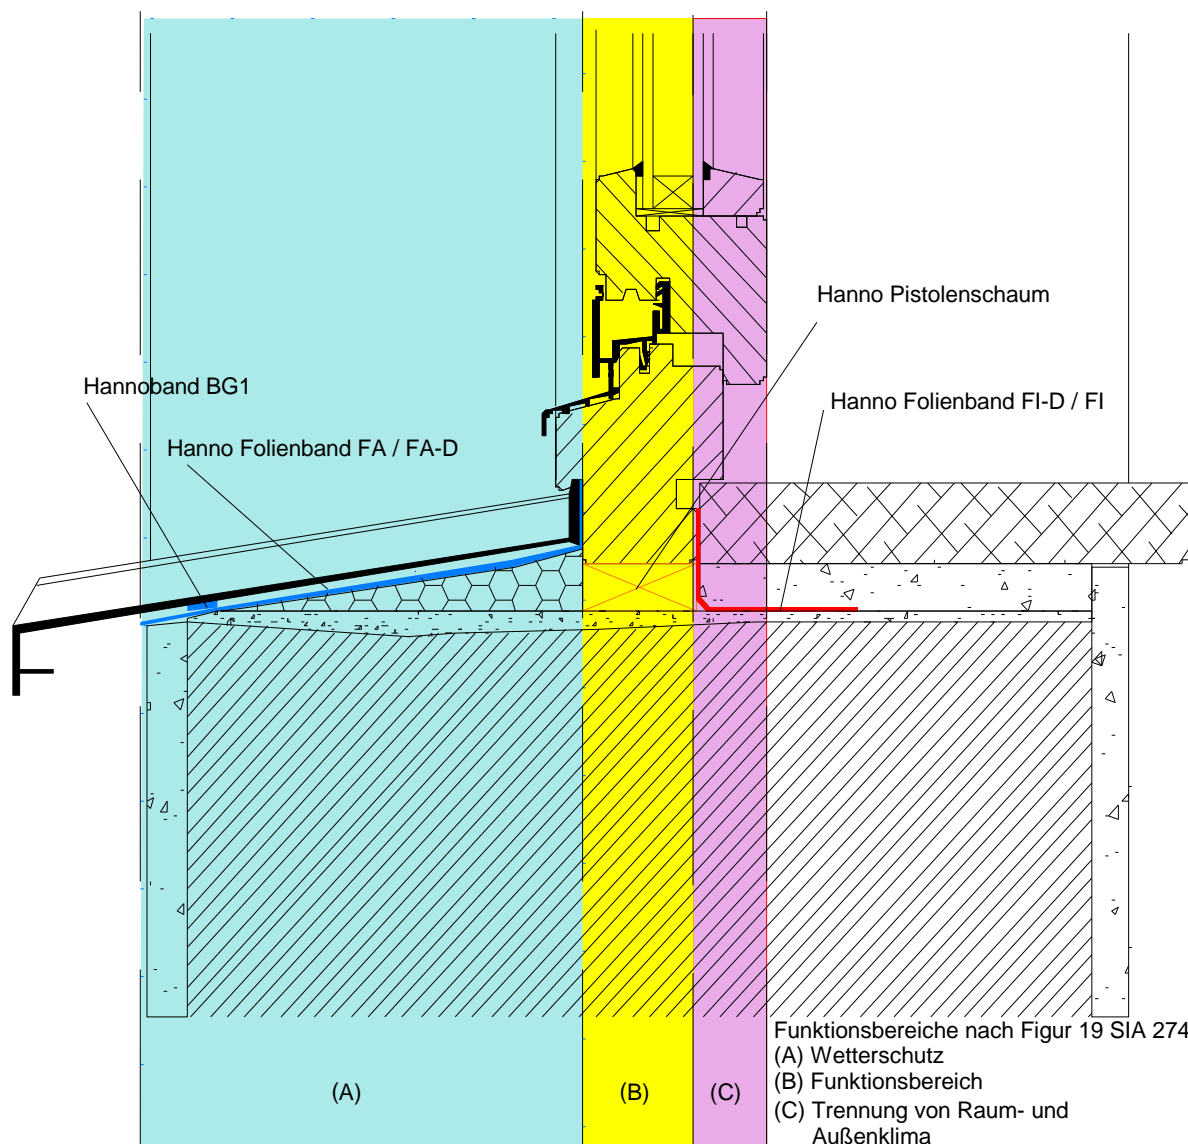 Hanno Pistolenschaum
Hannoband BG1
Hanno Folienband FI-D / FI
Hanno Folienband FA / FA-D
Funktionsbereiche nach Figur 19 SIA 274
(A) Wetterschutz
(B) Funktionsbereich
(C) Trennung von Raum- und
Außenklima
(A)
(B)
(C)